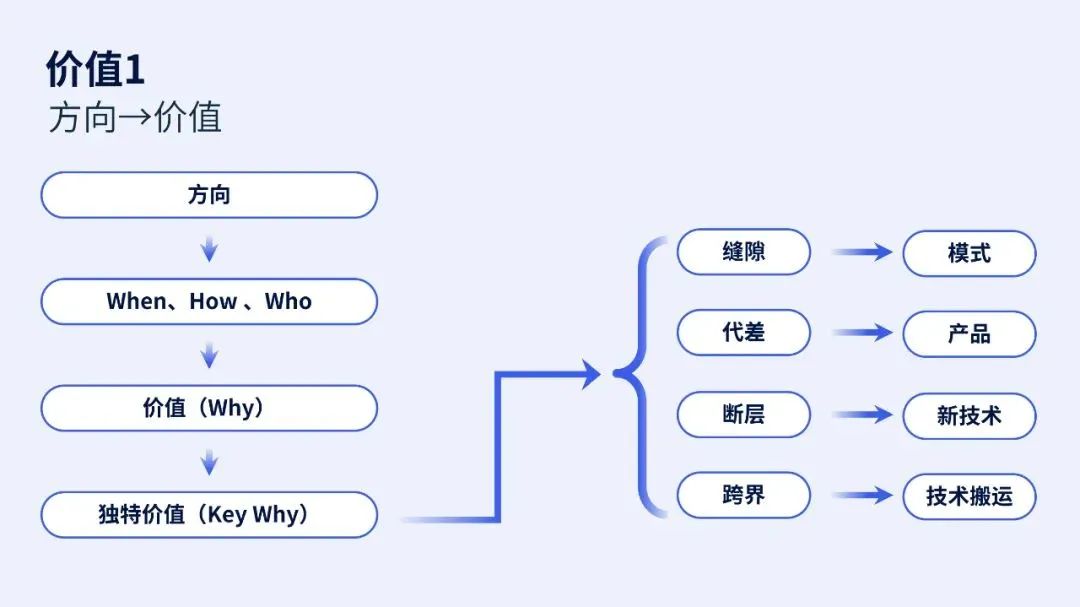 价值1
方向→价值
方向
When、How 、Who
价值（Why）
独特价值（Key Why）
缝隙
模式
代差
产品
断层
新技术
跨界
技术搬运